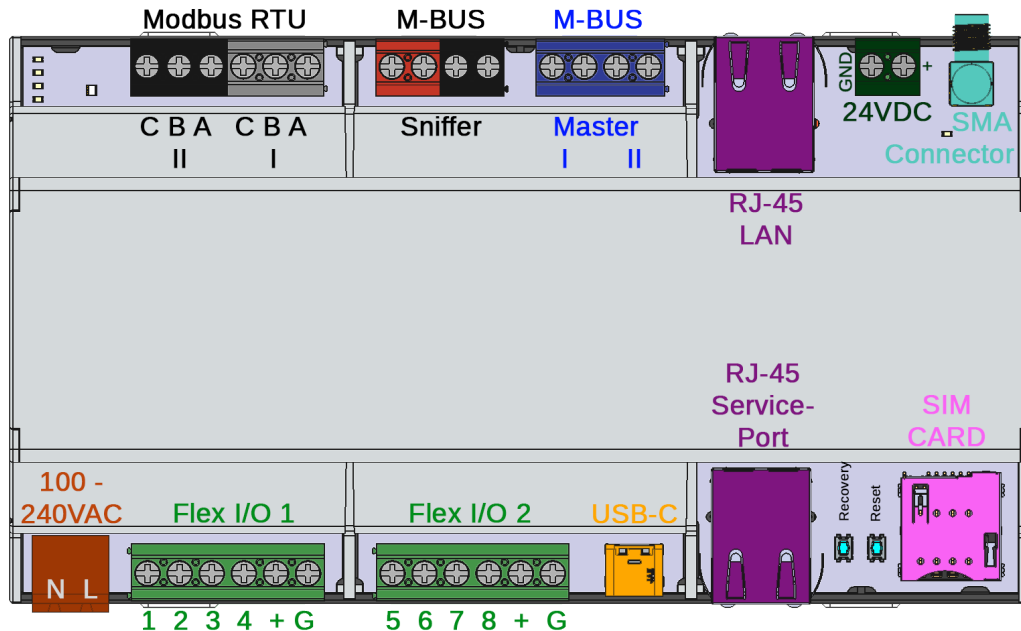 Modbus RTU
M-BUS
M-BUS
GND
+
24VDC
C B A C B A
II I
Sniffer
Master
I II
SMA
Connector
RJ-45
LAN
RJ-45
Service-
Port
SIM
CARD
100 -
240VAC
Flex I/O 1
Flex I/O 2
USB-C
Recovery
Reset
N L
1 2 3 4 + G
5 6 7 8 + G